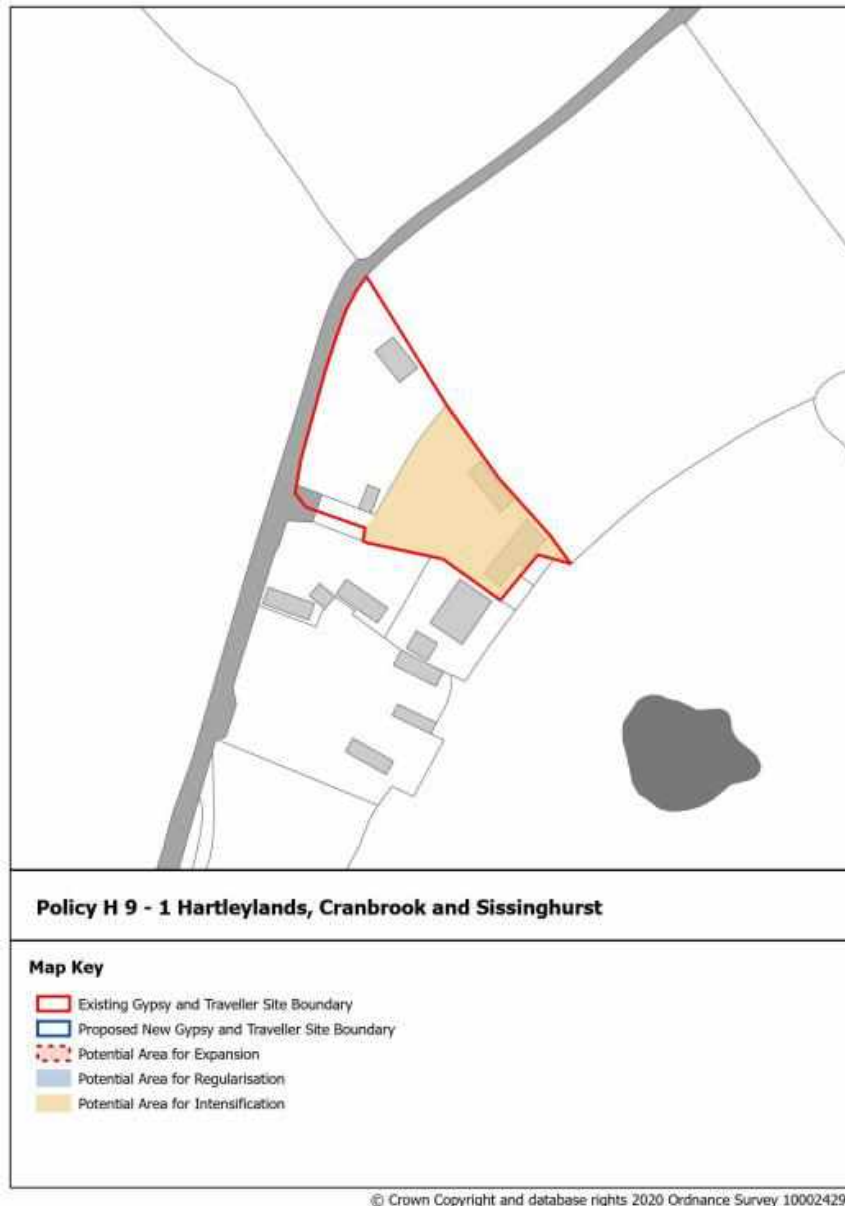 Policy H 9 - 1 Hartleylands, Cranbrook and Sissinghurst
Map Key
Existing Gypsy and Traveller Site Boundary
Proposed New Gypsy and Traveller Site Boundary
Potential Area for Expansion
Potential Area for Regularisation
Potential Area for Intensification
© Crown Copyright and database rights 2020 Ordnance Survey 10002429